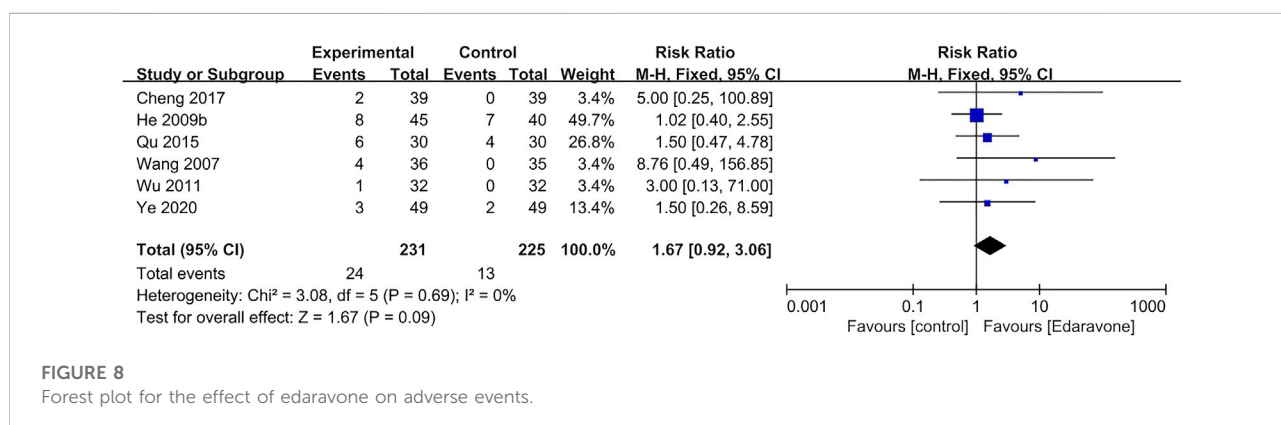 Experimental Control Risk Ratio Risk Ratio
Study or Subgroup Events Total Events Total Weight M-H, Fixed, 95% CI M-H, Fixed, 95% CI
Cheng 2017 2 39 0 39 3.4% 5.00 [0.25, 100.89]
He 2009b 8 45 7 40 49.7% 1.02 [0.40, 2.55]
Qu 2015 6 30 4 30 26.8% 1.50 [0.47, 4.78]
Wang 2007 4 36 0 35 3.4% 8.76 [0.49, 156.85]
Wu 2011 1 32 0 32 3.4% 3.00 [0.13, 71.00]
Ye 2020 3 49 2 49 13.4% 1.50 [0.26, 8.59]
Total (95% CI) 231 225 100.0% 1.67 [0.92, 3.06]
Total events 24 13
Heterogeneity: Chi² = 3.08, df = 5 (P = 0.69); I² = 0%
Test for overall effect: Z = 1.67 (P = 0.09)
0.001 0.1 1 10 1000
Favours [control] Favours [Edaravone]
FIGURE 8
Forest plot for the effect of edaravone on adverse events.